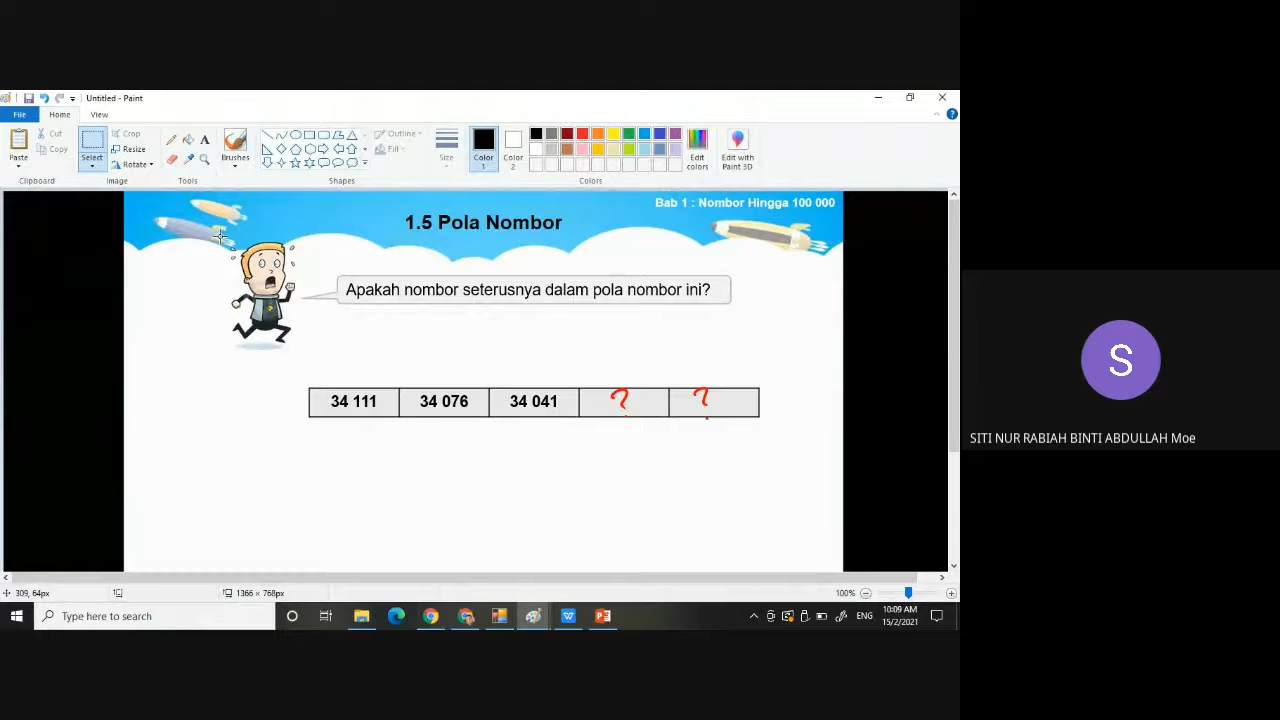 Untitled - Paint
File Home View
Paste
Cut
Copy
Clipboard
Select
Crop
Resize
Rotate
Image
A
Tools
Brushes
Outline
Fill
Shapes
Size
Color 1
Color 2
Edit colors
Colors
Edit with Paint 3D
Bab 1 : Nombor Hingga 100 000
1.5 Pola Nombor
?
Apakah nombor seterusnya dalam pola nombor ini?
34 111 34 076 34 041 ? ?
S
SITI NUR RABIAH BINTI ABDULLAH Moe
309, 64px
1366 × 768px
100%
Type here to search
W
P
ENG
10:09 AM
15/2/2021